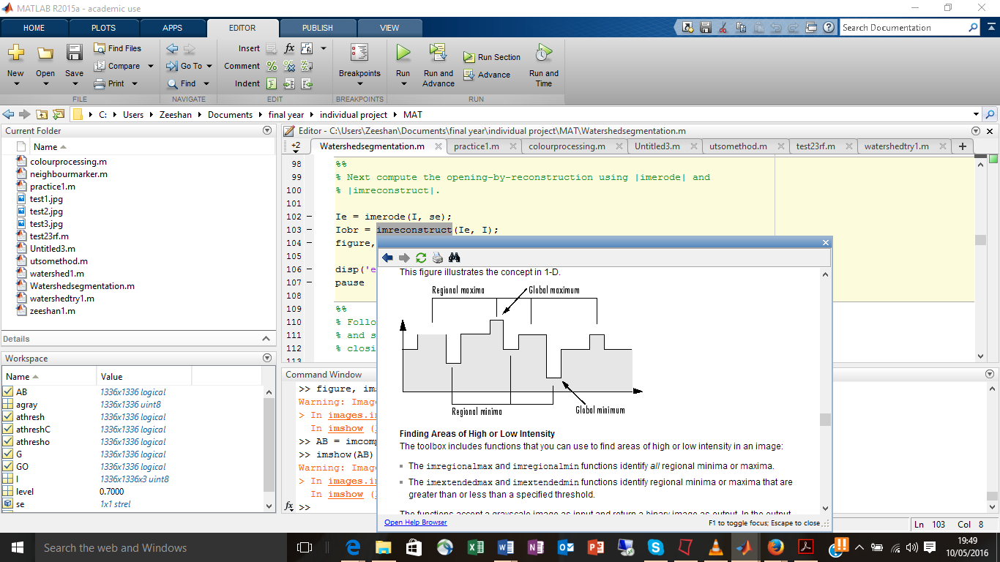 MATLAB R2015a - academic use
HOME PLOTS APPS EDITOR PUBLISH VIEW
Search Documentation
New Open Save Find Files Compare Print
FILE
Go To Find
NAVIGATE
Insert fx
Comment
Indent
EDIT
Breakpoints
BREAKPOINTS
Run Run and Advance Run Section Advance Run and Time
RUN
C: Users Zeeshan Documents final year individual project MAT
Current Folder
Name
colourprocessing.m
neighbourmarker.m
practice1.m
test1.jpg
test2.jpg
test3.jpg
test23rf.m
Untitled3.m
utsomethod.m
watershed1.m
Watershedsegmentation.m
watershedtry1.m
zeeshan1.m
Details
Workspace
Name Value
AB 1336x1336 logical
agray 1336x1336 uint8
athresh 1336x1336 logical
athreshC 1336x1336 logical
athresho 1336x1336 logical
G 1336x1336 logical
GO 1336x1336 logical
I 1336x1336x3 uint8
level 0.7000
se 1x1 strel
Editor - C:\Users\Zeeshan\Documents\final year\individual project\MAT\Watershedsegmentation.m
+2 Watershedsegmentation.m practice1.m colourprocessing.m Untitled3.m utsomethod.m test23rf.m watershedtry1.m
98 %%
99 % Next compute the opening-by-reconstruction using |imerode| and
100 % |imreconstruct|.
101
102 Ie = imerode(I, se);
103 Iobr = imreconstruct(Ie, I);
104 figure,
105
106 disp('e
107 pause
108
109 %%
110 % Follo
111 % and s
112 % closi
113
Command Window
>> figure, ims
Warning: Imag
> In images.in
In imshow (
>> AB = imcomp
>> imshow(AB)
Warning: Imag
> In images.in
In imshow (
fx >>
This figure illustrates the concept in 1-D.
Regional maxima Global maximum
Regional minima Global minimum
Finding Areas of High or Low Intensity
The toolbox includes functions that you can use to find areas of high or low intensity in an image:
The imregionalmax and imregionalmin functions identify all regional minima or maxima.
The imextendedmax and imextendedmin functions identify regional minima or maxima that are
greater than or less than a specified threshold.
The functions accept a grayscale image as input and return a binary image as output. In the output
Open Help Browser F1 to toggle focus; Escape to close
Ln 103 Col 8
Search the web and Windows
19:49
10/05/2016